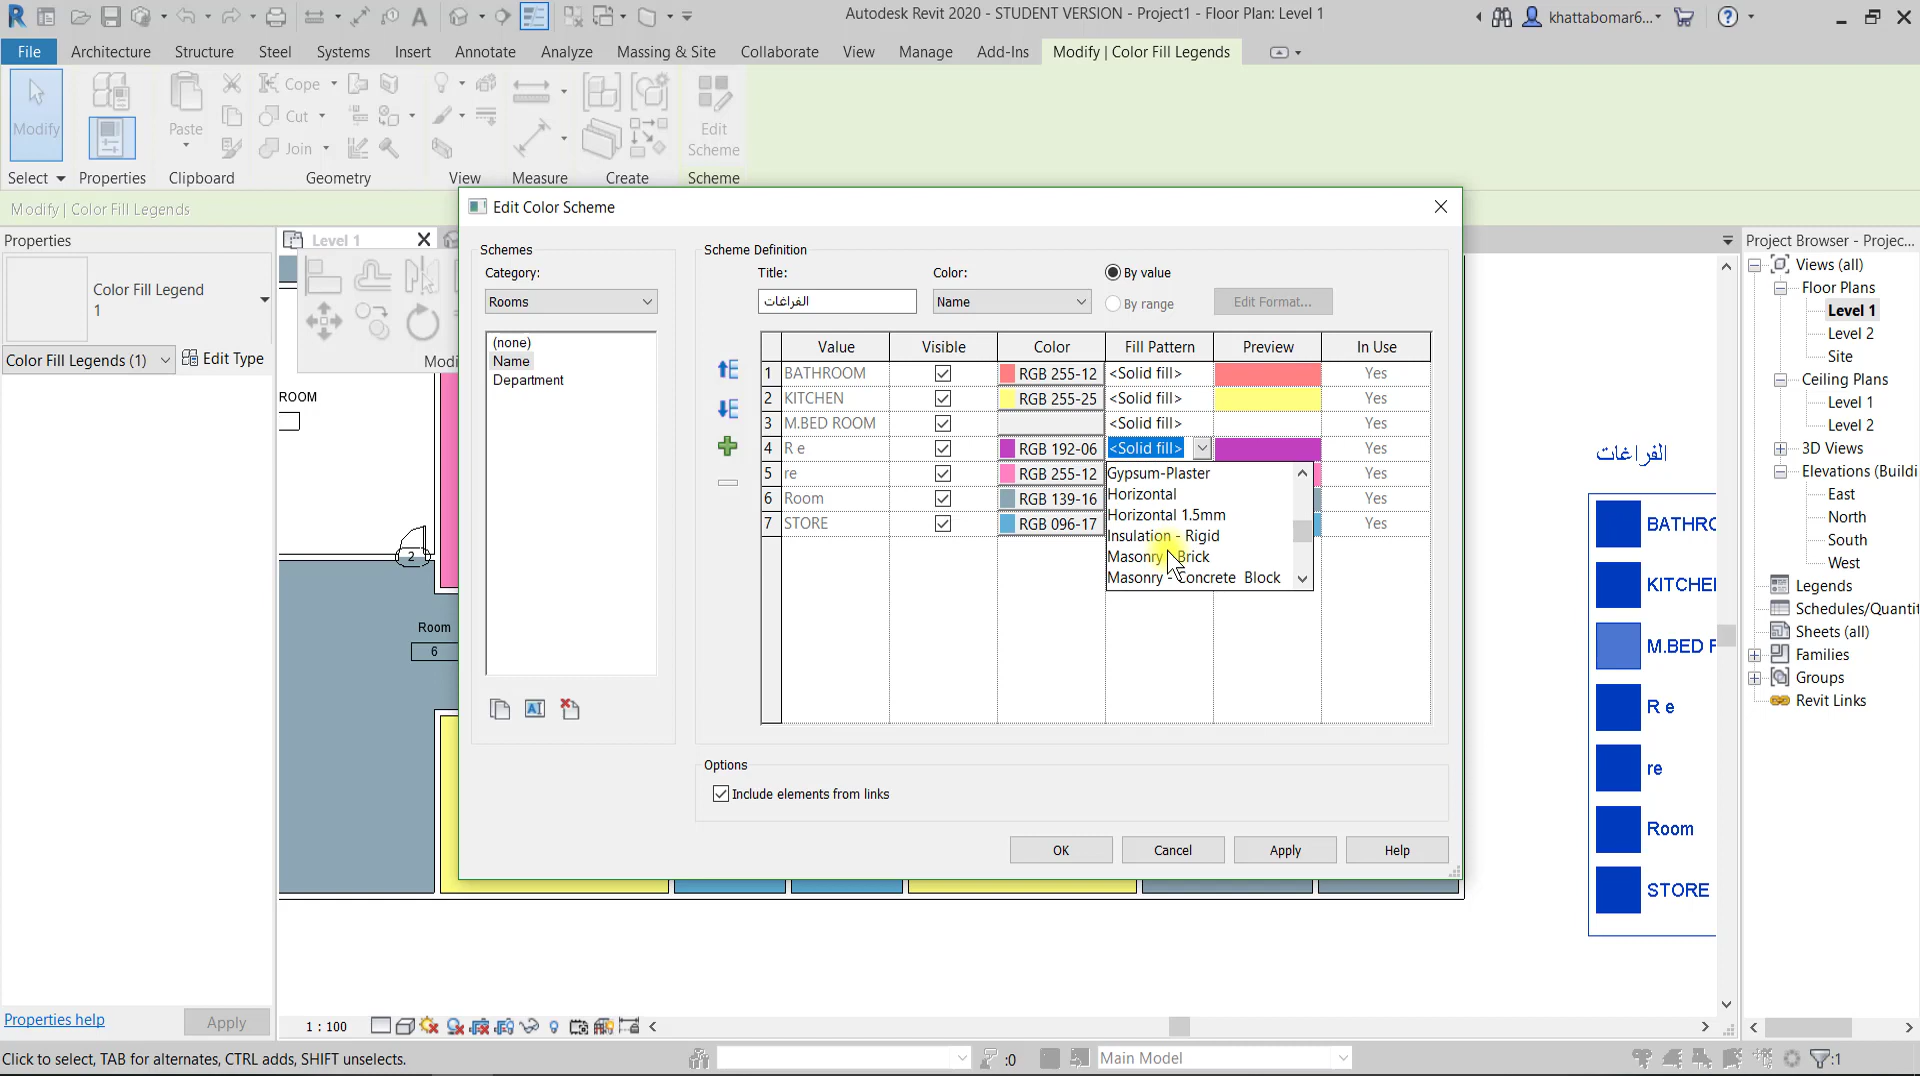 Autodesk Revit 2020 - STUDENT VERSION - Project1 - Floor Plan: Level 1
khattabomar6...
File Architecture Structure Steel Systems Insert Annotate Analyze Massing & Site Collaborate View Manage Add-Ins Modify | Color Fill Legends
Modify
Paste
Cope
Cut
Join
Edit
Scheme
Select Properties Clipboard Geometry View Measure Create Scheme
Modify | Color Fill Legends
Properties
Color Fill Legend
1
Color Fill Legends (1)
Edit Type
Properties help
Apply
Level 1
Modi
ROOM
2
Room
6
Edit Color Scheme
Schemes
Category:
Rooms
(none)
Name
Department
Scheme Definition
Title:
الفراغات
Color:
Name
By value
By range
Edit Format...
Value Visible Color Fill Pattern Preview In Use
1 BATHROOM RGB 255-12 <Solid fill> Yes
2 KITCHEN RGB 255-25 <Solid fill> Yes
3 M.BED ROOM <Solid fill> Yes
4 R e RGB 192-06 <Solid fill> Yes
5 re RGB 255-12 Yes
6 Room RGB 139-16 Yes
7 STORE RGB 096-17 Yes
Gypsum-Plaster
Horizontal
Horizontal 1.5mm
Insulation - Rigid
Masonry - Brick
Masonry - Concrete Block
Options
Include elements from links
OK Cancel Apply Help
الفراغات
BATHRO
KITCHEN
M.BED F
R e
re
Room
STORE
Project Browser - Projec...
Views (all)
Floor Plans
Level 1
Level 2
Site
Ceiling Plans
Level 1
Level 2
3D Views
Elevations (Buildi
East
North
South
West
Legends
Schedules/Quantit
Sheets (all)
Families
Groups
Revit Links
1 : 100
Click to select, TAB for alternates, CTRL adds, SHIFT unselects.
:0
Main Model
:1